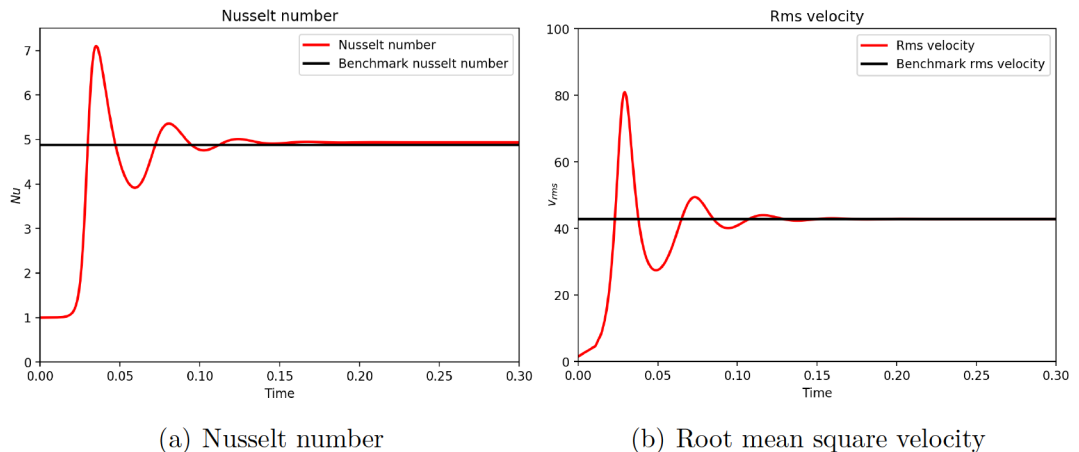 Nusselt number
7
6
5
4
3
2
1
0
Nu
0.00 0.05 0.10 0.15 0.20 0.25 0.30
Time
Nusselt number
Benchmark nusselt number
(a) Nusselt number
Rms velocity
100
80
60
40
20
0
v_{rms}
0.00 0.05 0.10 0.15 0.20 0.25 0.30
Time
Rms velocity
Benchmark rms velocity
(b) Root mean square velocity